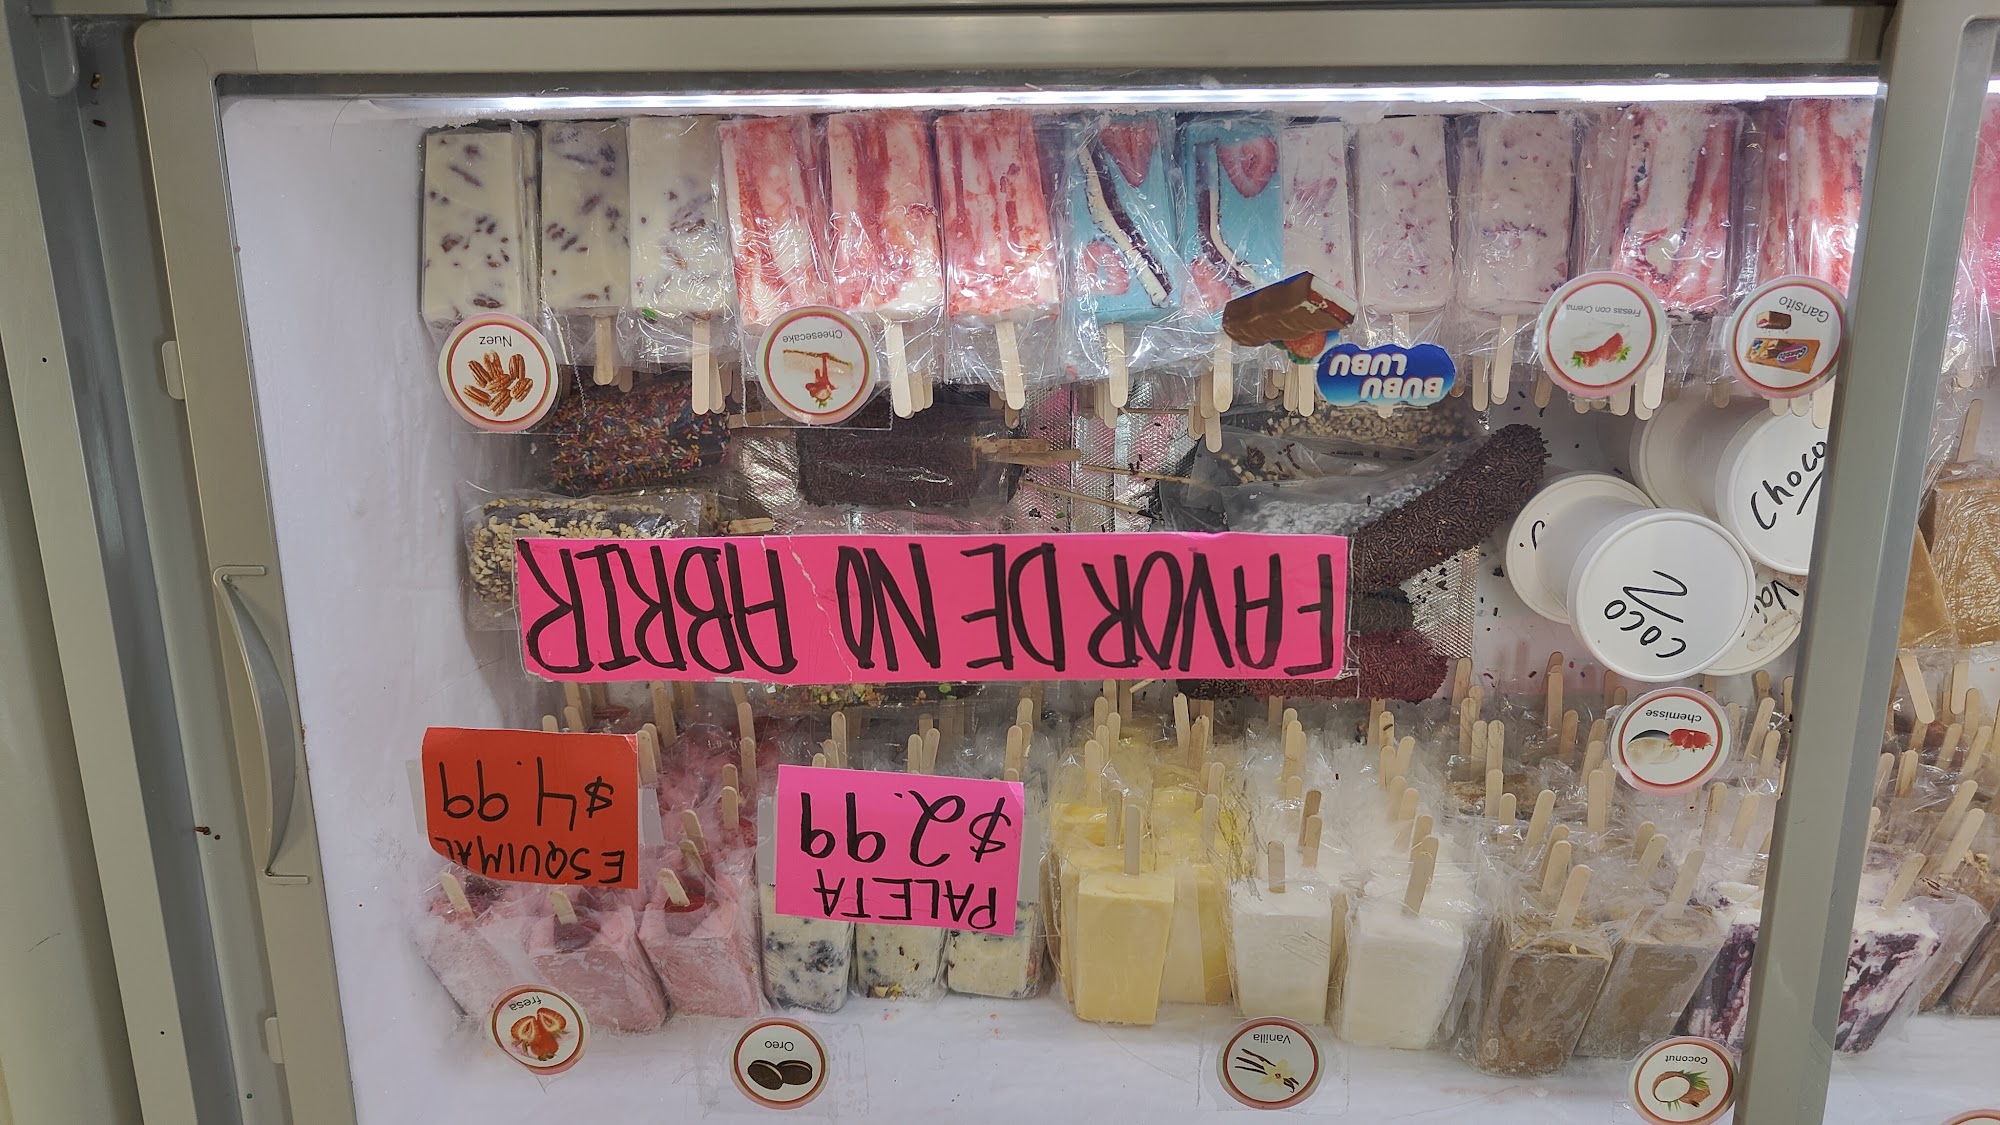 Coconut
Vanilla
Oreo
fresa
PALETA
$2.99
ESQUIMAL
$4.99
chemisse
FAVOR DE NO ABRIR
COCO
Choco
BUBU
LUBU
Gansito
Fresas con Crema
Cheesecake
Nuez